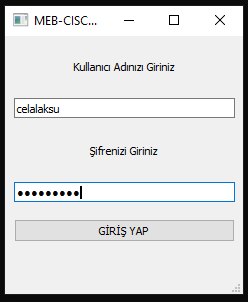 MEB-CISC...
Kullanıcı Adınızı Giriniz
celalaksu
Şifrenizi Giriniz
●●●●●●●●●
GİRİŞ YAP